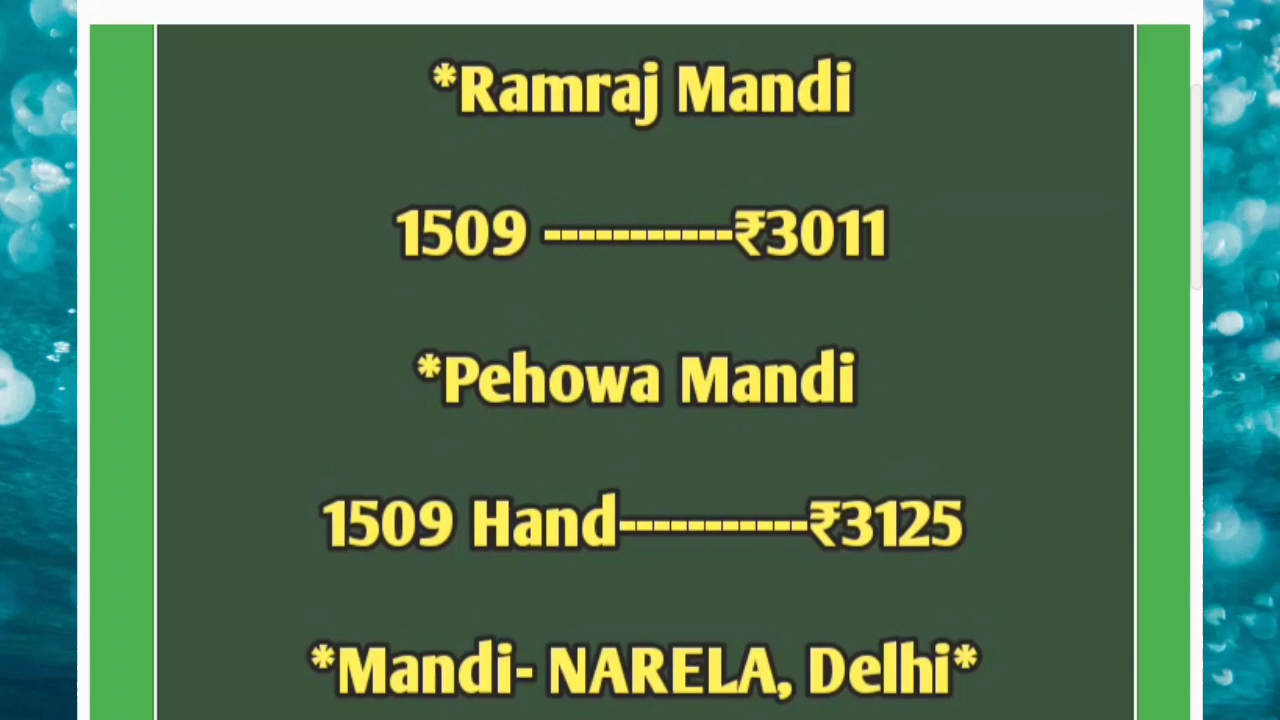 *Ramraj Mandi
1509 -----------₹3011
*Pehowa Mandi
1509 Hand-----------₹3125
*Mandi- NARELA, Delhi*